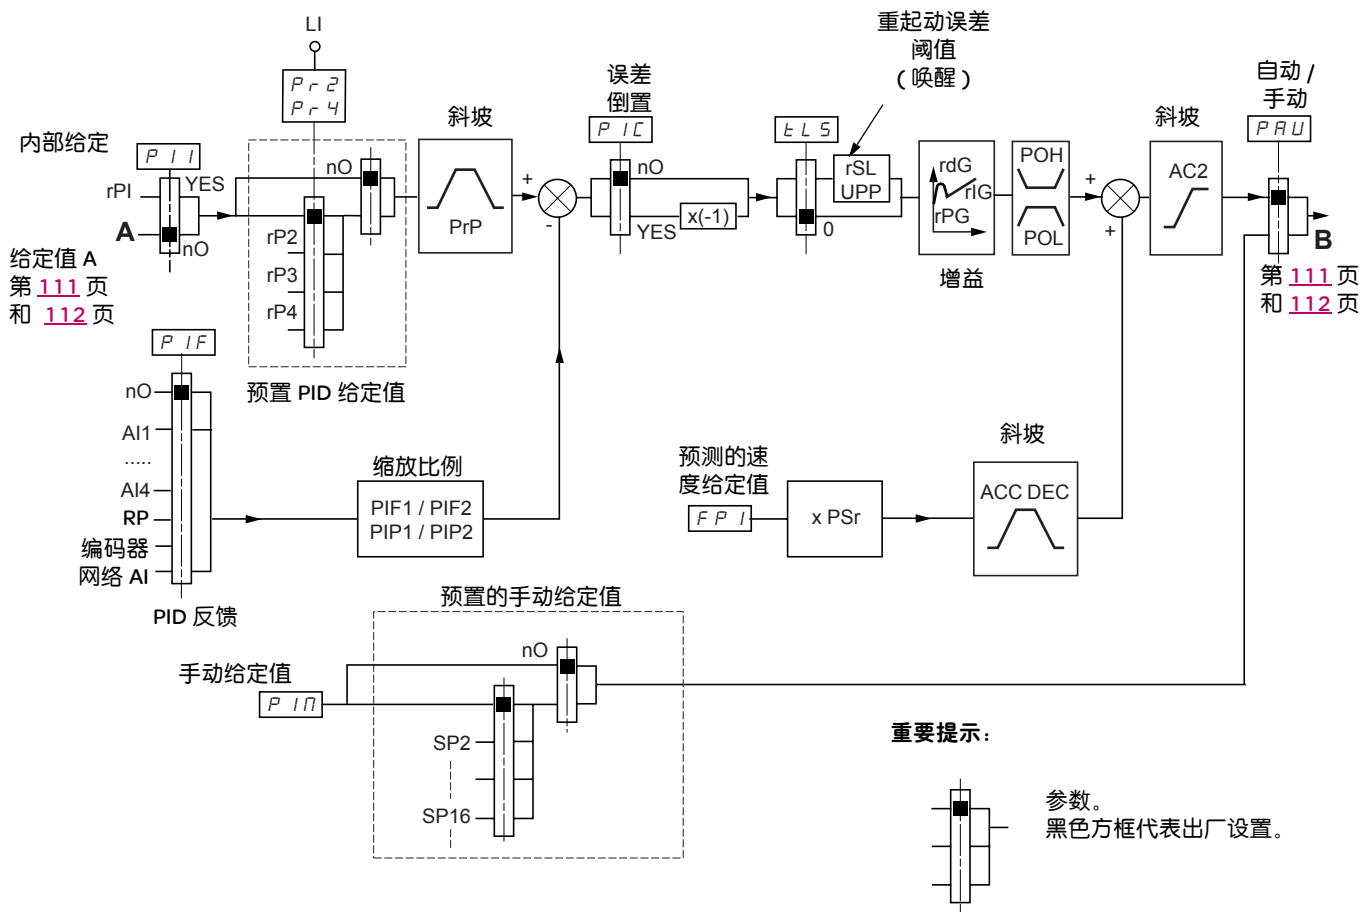 LI
Pr2
Pr4
重起动误差
阈值
（唤醒）
误差
倒置
自动 /
手动
内部给定
PII
斜坡
PIC
tLS
斜坡
PAU
rPI
YES
nO
nO
rSL
UPP
rdG
rIG
rPG
POH
POL
AC2
A
nO
rP2
rP3
rP4
PrP
+
-
YES
x(-1)
0
+
+
B
给定值 A
第 111 页
和 112 页
增益
第 111 页
和 112 页
PIF
预置 PID 给定值
nO
AI1
.....
AI4
RP
编码器
网络 AI
PID 反馈
缩放比例
PIF1 / PIF2
PIP1 / PIP2
预测的速
度给定值
FPI
x PSr
斜坡
ACC DEC
预置的手动给定值
手动给定值
PIM
nO
SP2
SP16
重要提示：
参数。
黑色方框代表出厂设置。